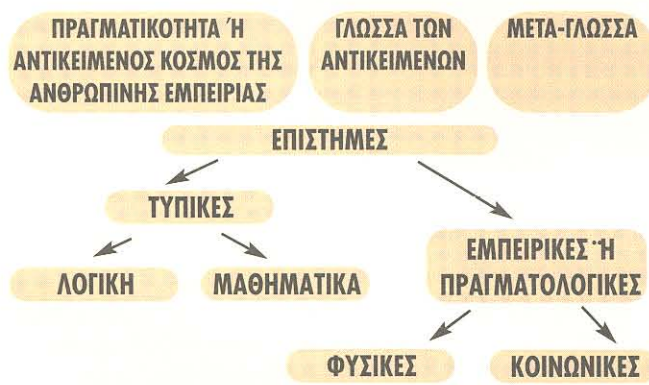 ΠΡΑΓΜΑΤΙΚΟΤΗΤΑ Ή
ΑΝΤΙΚΕΙΜΕΝΟΣ ΚΟΣΜΟΣ ΤΗΣ
ΑΝΘΡΩΠΙΝΗΣ ΕΜΠΕΙΡΙΑΣ
ΓΛΩΣΣΑ ΤΩΝ
ΑΝΤΙΚΕΙΜΕΝΩΝ
ΜΕΤΑ-ΓΛΩΣΣΑ
ΕΠΙΣΤΗΜΕΣ
ΤΥΠΙΚΕΣ
ΕΜΠΕΙΡΙΚΕΣ ¨Η
ΠΡΑΓΜΑΤΟΛΟΓΙΚΕΣ
ΛΟΓΙΚΗ
ΜΑΘΗΜΑΤΙΚΑ
ΦΥΣΙΚΕΣ
ΚΟΙΝΩΝΙΚΕΣ